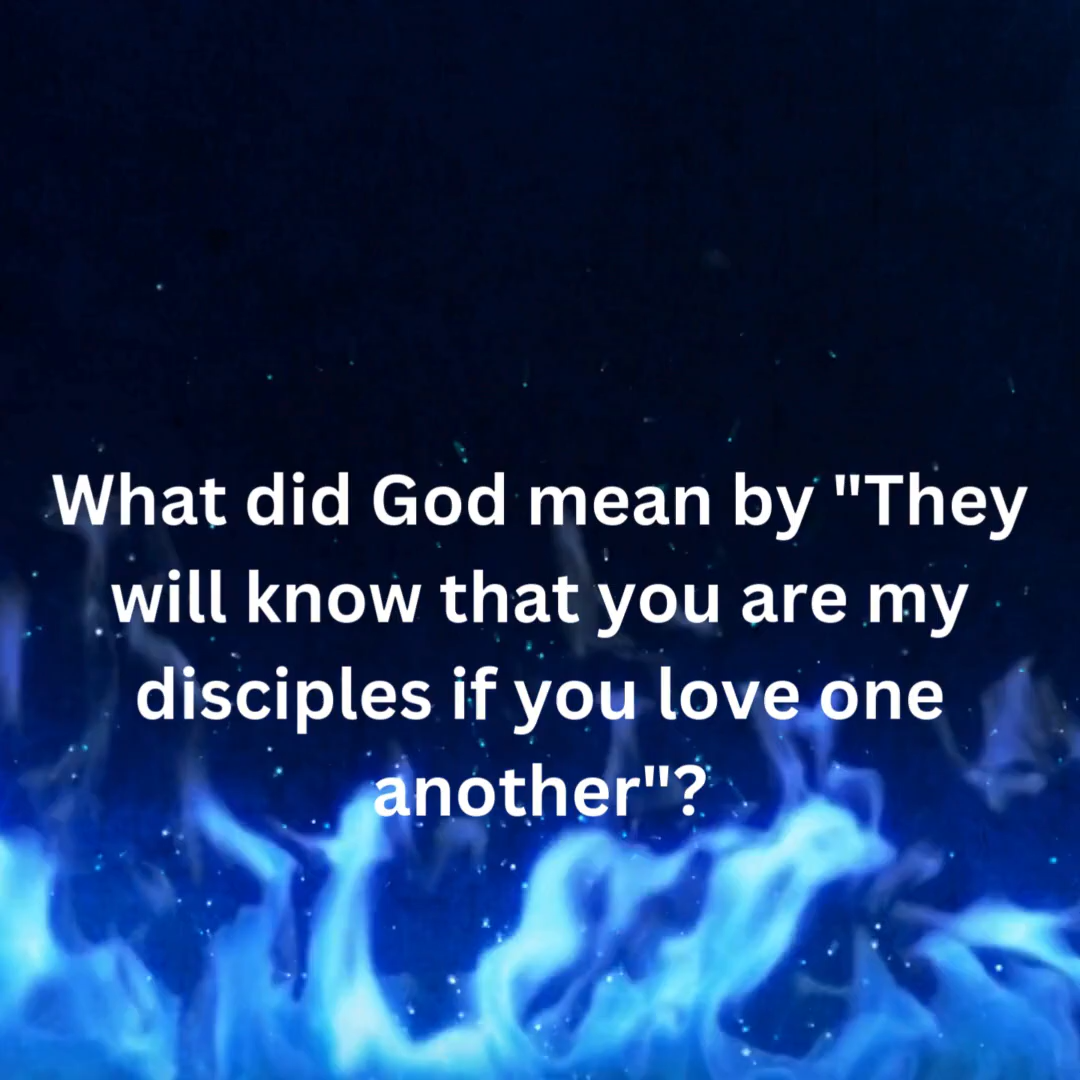 What did God mean by "They
will know that you are my
disciples if you love one
another"?